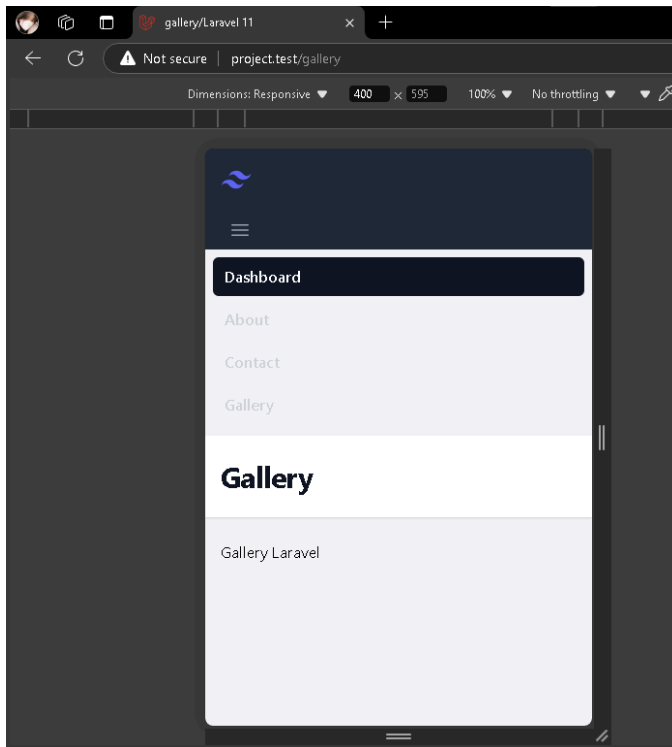 gallery/Laravel 11
Not secure project.test/gallery
Dimensions: Responsive 400 × 595 100% No throttling
Dashboard
About
Contact
Gallery
Gallery
Gallery Laravel